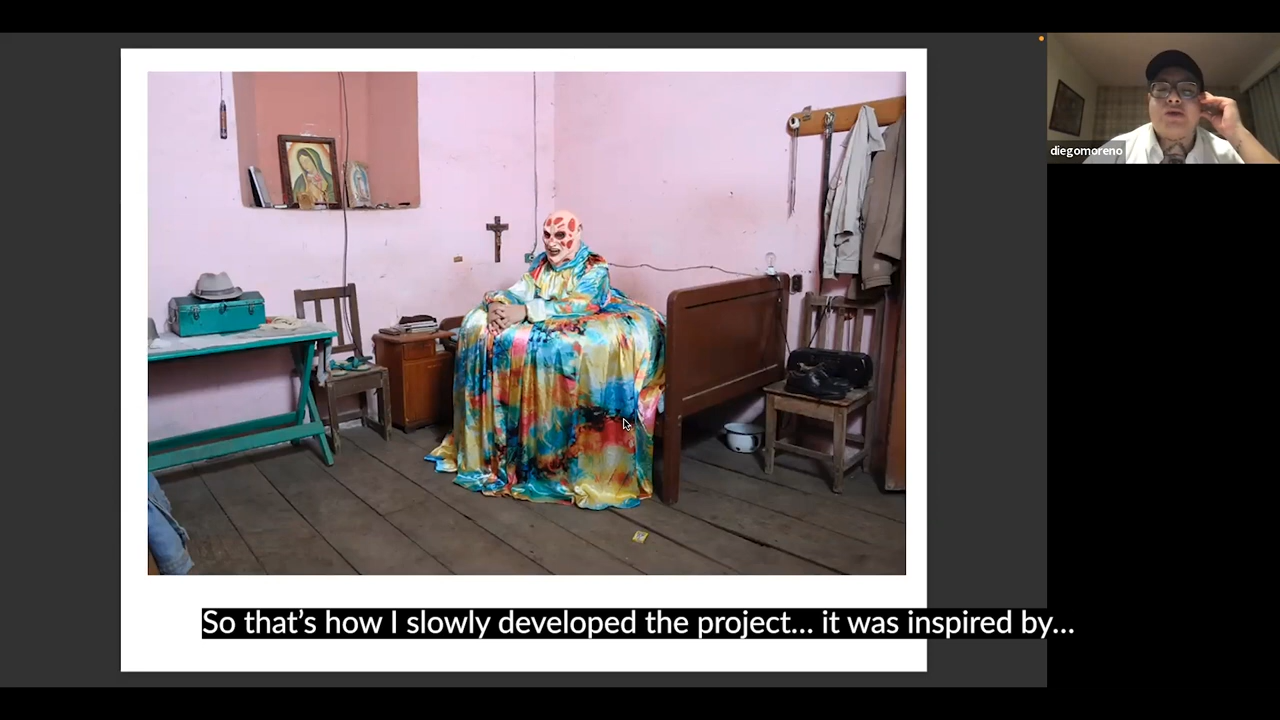 diegomoreno
So that's how I slowly developed the project... it was inspired by...